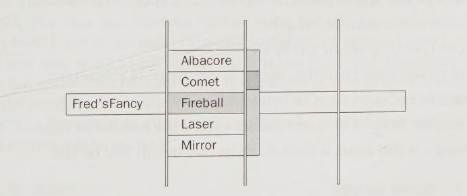 Albacore
Comet
Fred'sFancy Fireball
Laser
Mirror